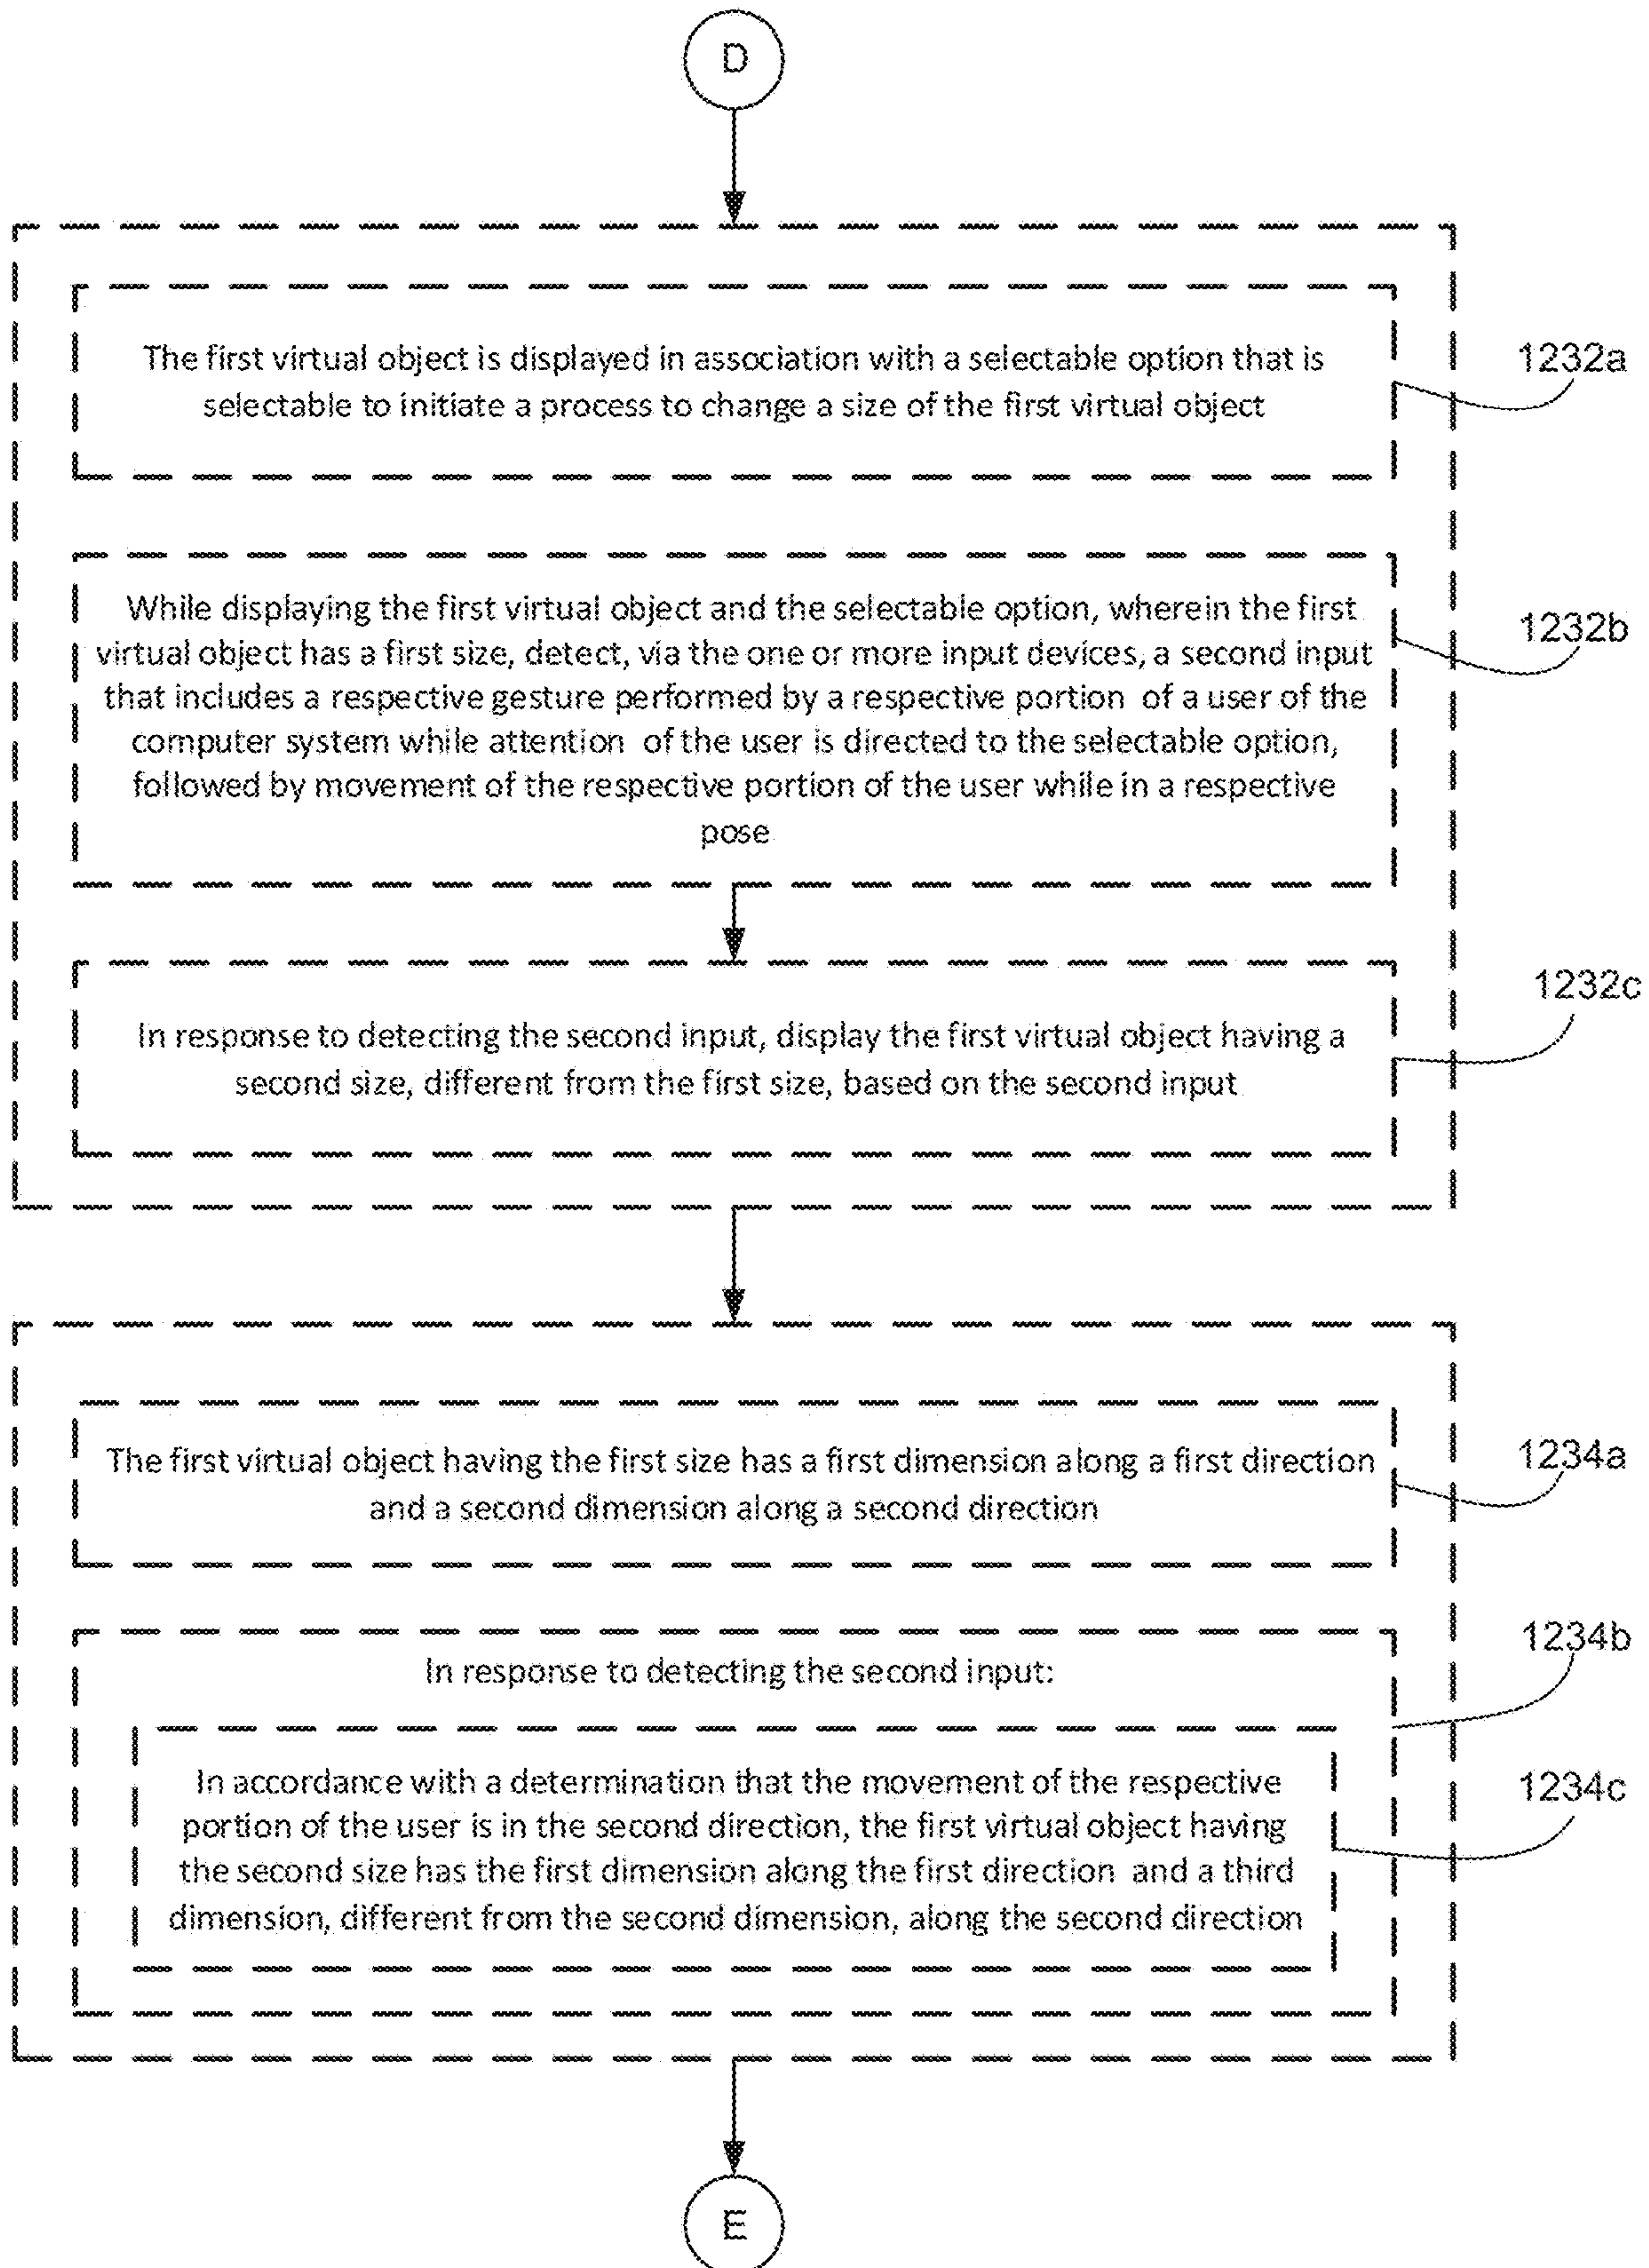 D
The first virtual object is displayed in association with a selectable option that is
selectable to initiate a process to change a size of the first virtual object
1232a
While displaying the first virtual object and the selectable option, wherein the first
virtual object has a first size, detect, via the one or more input devices, a second input
that includes a respective gesture performed by a respective portion of a user of the
computer system while attention of the user is directed to the selectable option,
followed by movement of the respective portion of the user while in a respective
pose
1232b
In response to detecting the second input, display the first virtual object having a
second size, different from the first size, based on the second input
1232c
The first virtual object having the first size has a first dimension along a first direction
and a second dimension along a second direction
1234a
In response to detecting the second input:
1234b
In accordance with a determination that the movement of the respective
portion of the user is in the second direction, the first virtual object having
the second size has the first dimension along the first direction and a third
dimension, different from the second dimension, along the second direction
1234c
E